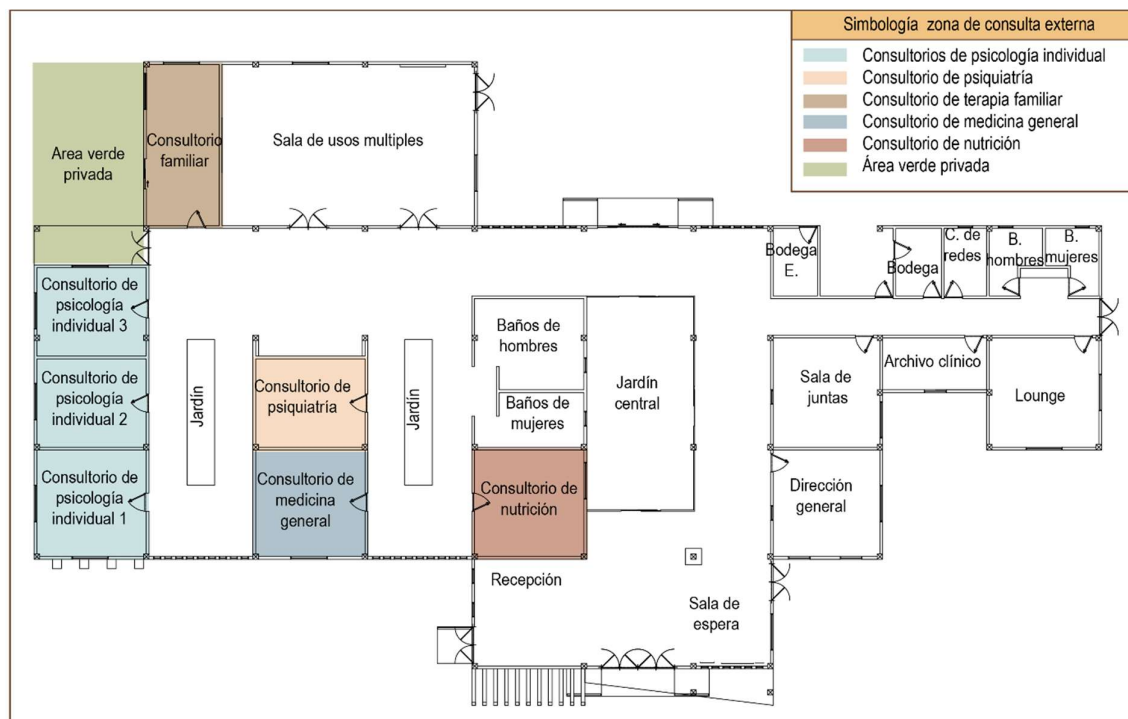 Simbología zona de consulta externa
Consultorios de psicología individual
Consultorio de psiquiatría
Consultorio de terapia familiar
Consultorio de medicina general
Consultorio de nutrición
Área verde privada
Area verde
privada
Consultorio
familiar
Sala de usos multiples
Bodega
E.
Bodega
C. de
redes
B.
hombres
B.
mujeres
Consultorio de
psicología
individual 3
Consultorio de
psicología
individual 2
Consultorio de
psicología
individual 1
Jardín
Consultorio de
psiquiatría
Consultorio de
medicina
general
Jardín
Baños de
hombres
Baños de
mujeres
Consultorio de
nutrición
Jardín
central
Sala de
juntas
Archivo clínico
Lounge
Dirección
general
Recepción
Sala de
espera